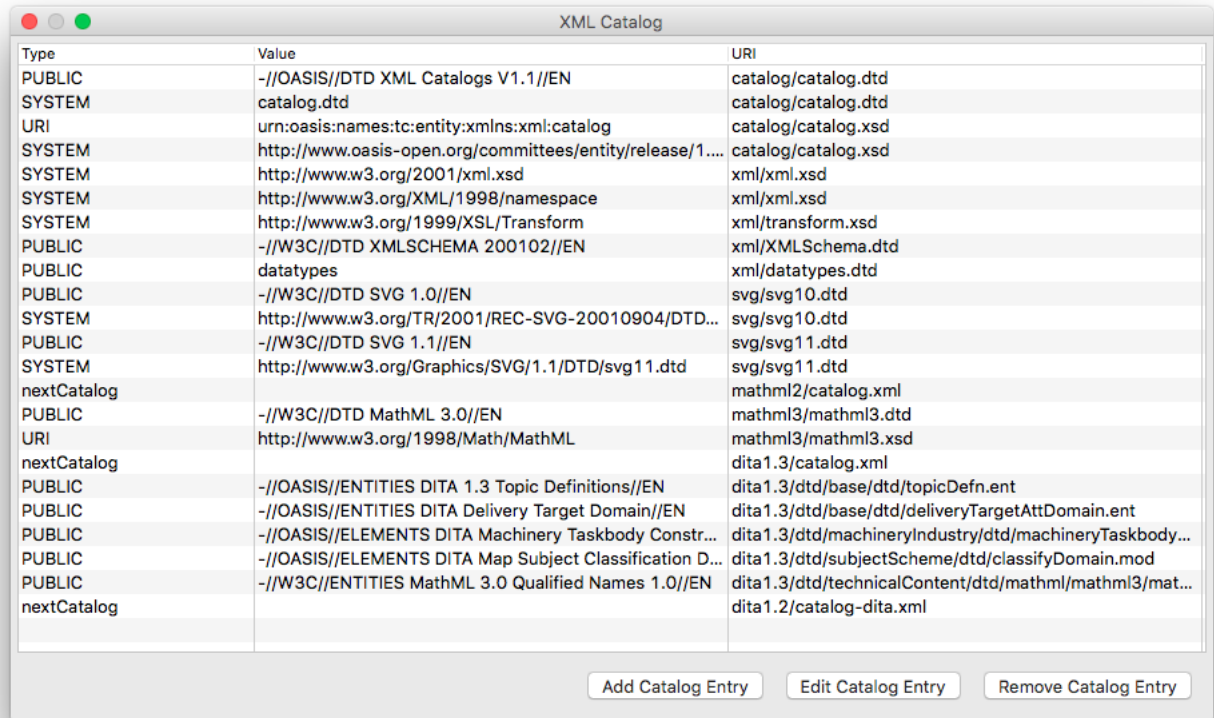 XML Catalog
Type Value URI
PUBLIC -//OASIS//DTD XML Catalogs V1.1//EN catalog/catalog.dtd
SYSTEM catalog.dtd catalog/catalog.dtd
URI urn:oasis:names:tc:entity:xmlns:xml:catalog catalog/catalog.xsd
SYSTEM http://www.oasis-open.org/committees/entity/release/1.... catalog/catalog.xsd
SYSTEM http://www.w3.org/2001/xml.xsd xml/xml.xsd
SYSTEM http://www.w3.org/XML/1998/namespace xml/xml.xsd
SYSTEM http://www.w3.org/1999/XSL/Transform xml/transform.xsd
PUBLIC -//W3C//DTD XMLSCHEMA 200102//EN xml/XMLSchema.dtd
PUBLIC datatypes xml/datatypes.dtd
PUBLIC -//W3C//DTD SVG 1.0//EN svg/svg10.dtd
SYSTEM http://www.w3.org/TR/2001/REC-SVG-20010904/DTD... svg/svg10.dtd
PUBLIC -//W3C//DTD SVG 1.1//EN svg/svg11.dtd
SYSTEM http://www.w3.org/Graphics/SVG/1.1/DTD/svg11.dtd svg/svg11.dtd
nextCatalog mathml2/catalog.xml
PUBLIC -//W3C//DTD MathML 3.0//EN mathml3/mathml3.dtd
URI http://www.w3.org/1998/Math/MathML mathml3/mathml3.xsd
nextCatalog dita1.3/catalog.xml
PUBLIC -//OASIS//ENTITIES DITA 1.3 Topic Definitions//EN dita1.3/dtd/base/dtd/topicDefn.ent
PUBLIC -//OASIS//ENTITIES DITA Delivery Target Domain//EN dita1.3/dtd/base/dtd/deliveryTargetAttDomain.ent
PUBLIC -//OASIS//ELEMENTS DITA Machinery Taskbody Constr... dita1.3/dtd/machineryIndustry/dtd/machineryTaskbody...
PUBLIC -//OASIS//ELEMENTS DITA Map Subject Classification D... dita1.3/dtd/subjectScheme/dtd/classifyDomain.mod
PUBLIC -//W3C//ENTITIES MathML 3.0 Qualified Names 1.0//EN dita1.3/dtd/technicalContent/dtd/mathml/mathml3/mat...
nextCatalog dita1.2/catalog-dita.xml
Add Catalog Entry Edit Catalog Entry Remove Catalog Entry